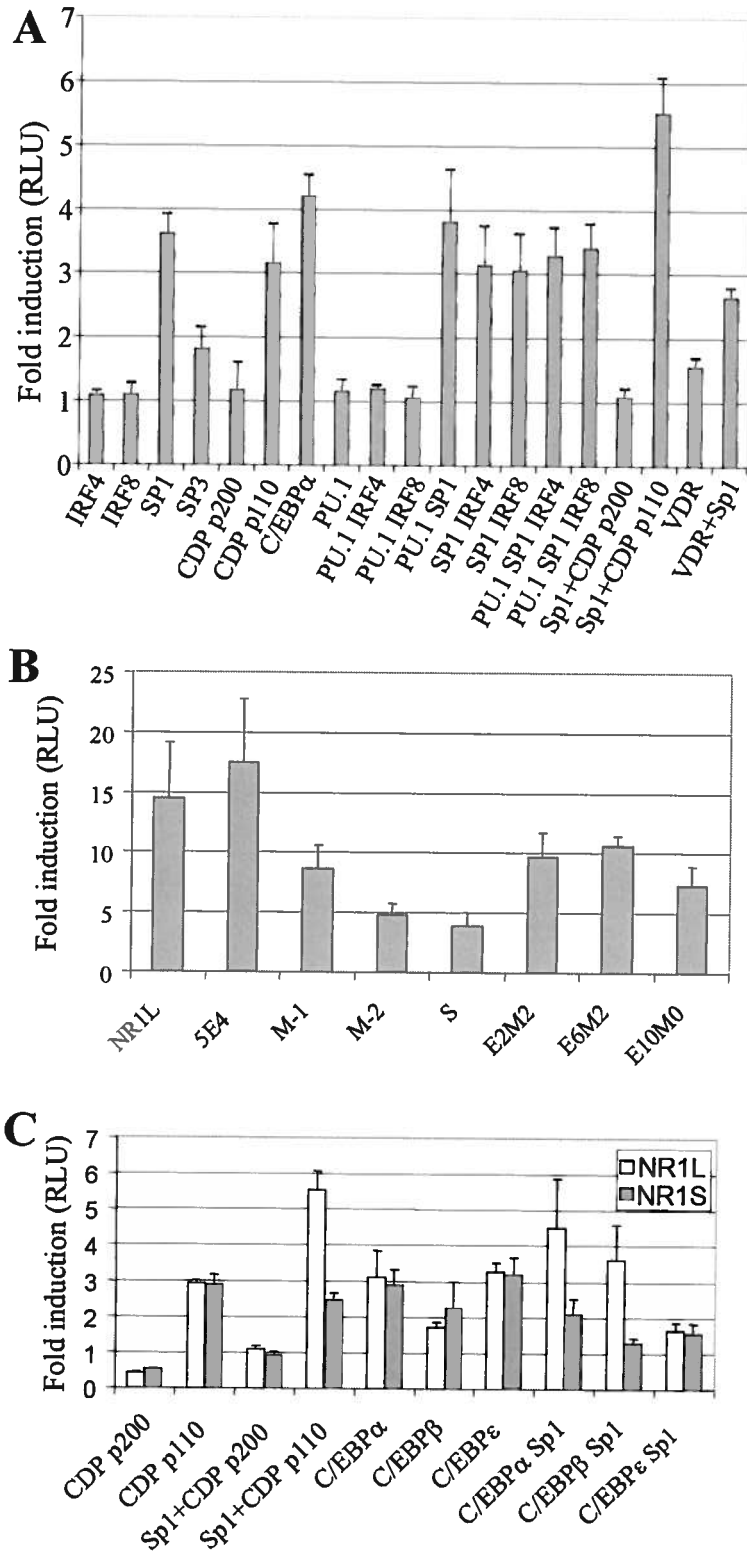 A
Fold induction (RLU)
7
6
5
4
3
2
1
0
IRF4
IRF8
SP1
SP3
CDP p200
CDP p110
C/EBPα
PU.1
PU.1 IRF4
PU.1 IRF8
PU.1 SP1
SP1 IRF4
SP1 IRF8
PU.1 SP1 IRF4
PU.1 SP1 IRF8
Sp1+CDP p200
Sp1+CDP p110
VDR
VDR+Sp1
B
Fold induction (RLU)
25
20
15
10
5
0
NR1L
5E4
M-1
M-2
S
E2M2
E6M2
E10M0
C
Fold induction (RLU)
7
6
5
4
3
2
1
0
NR1L
NR1S
CDP p200
CDP p110
Sp1+CDP p200
Sp1+CDP p110
C/EBPα
C/EBPβ
C/EBPε
C/EBPα Sp1
C/EBPβ Sp1
C/EBPε Sp1